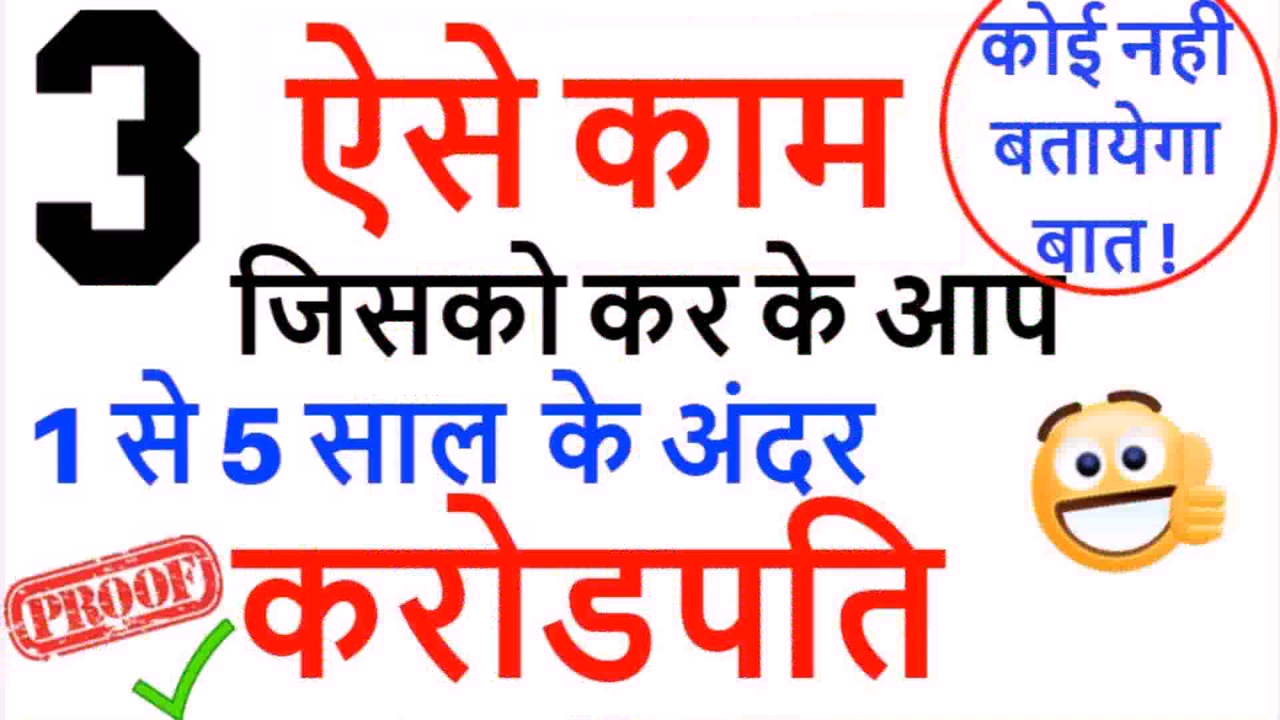 3 ऐसे काम
कोई नही
बतायेगा
बात !
जिसको कर के आप
1 से 5 साल के अंदर
PROOF
करोडपति